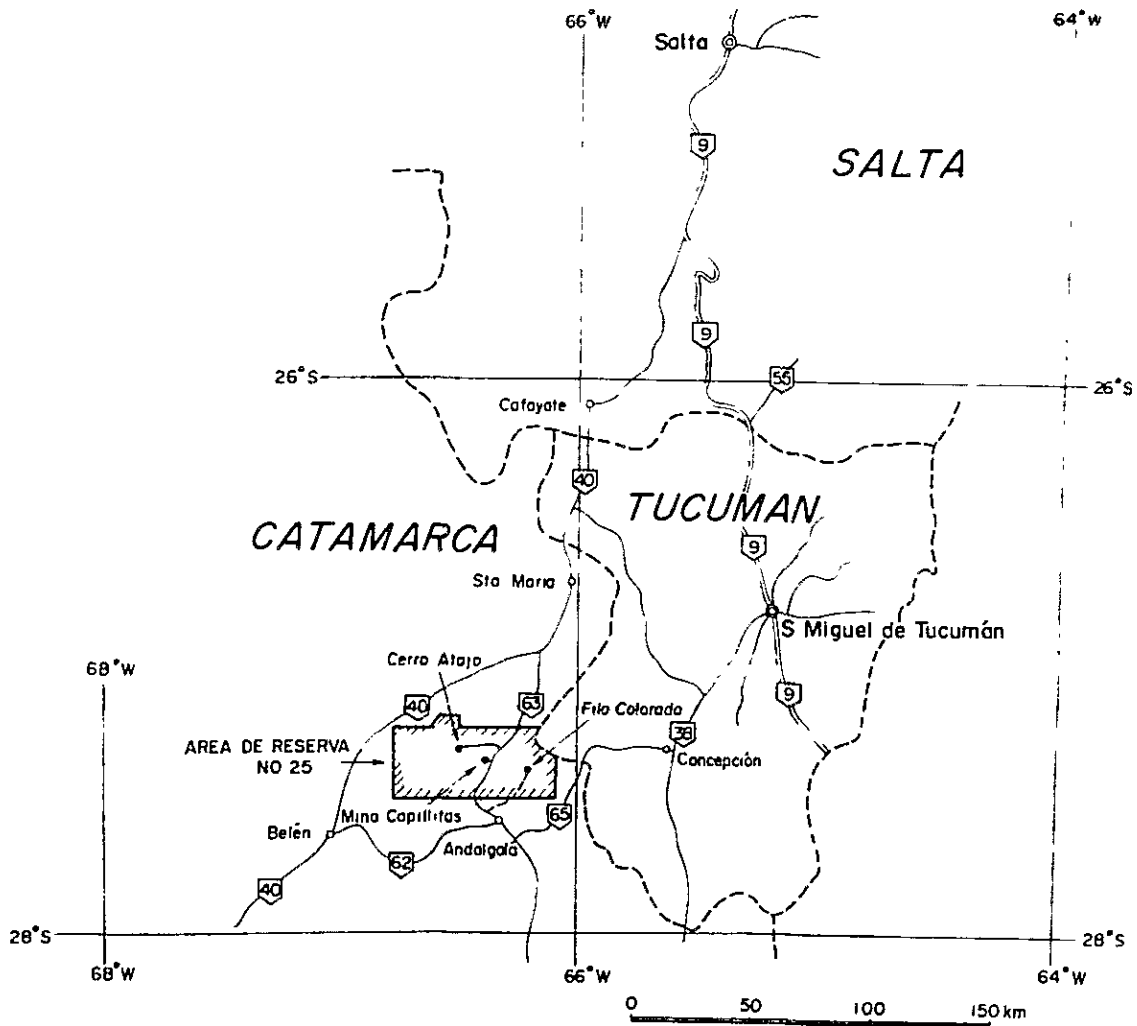 66°W
64°W
Salta
9
SALTA
9
26°S
55
26°S
Cafayate
40
TUCUMAN
CATAMARCA
9
Sta Maria
S Miguel de Tucumán
68°W
Cerro Atajo
63
9
40
Filo Colorado
38
AREA DE RESERVA
NO 25
Concepción
Mina Capillitas
65
Belén
Andalgalá
62
40
28°S
28°S
68°W
66°W
64°W
0 50 100 150 km